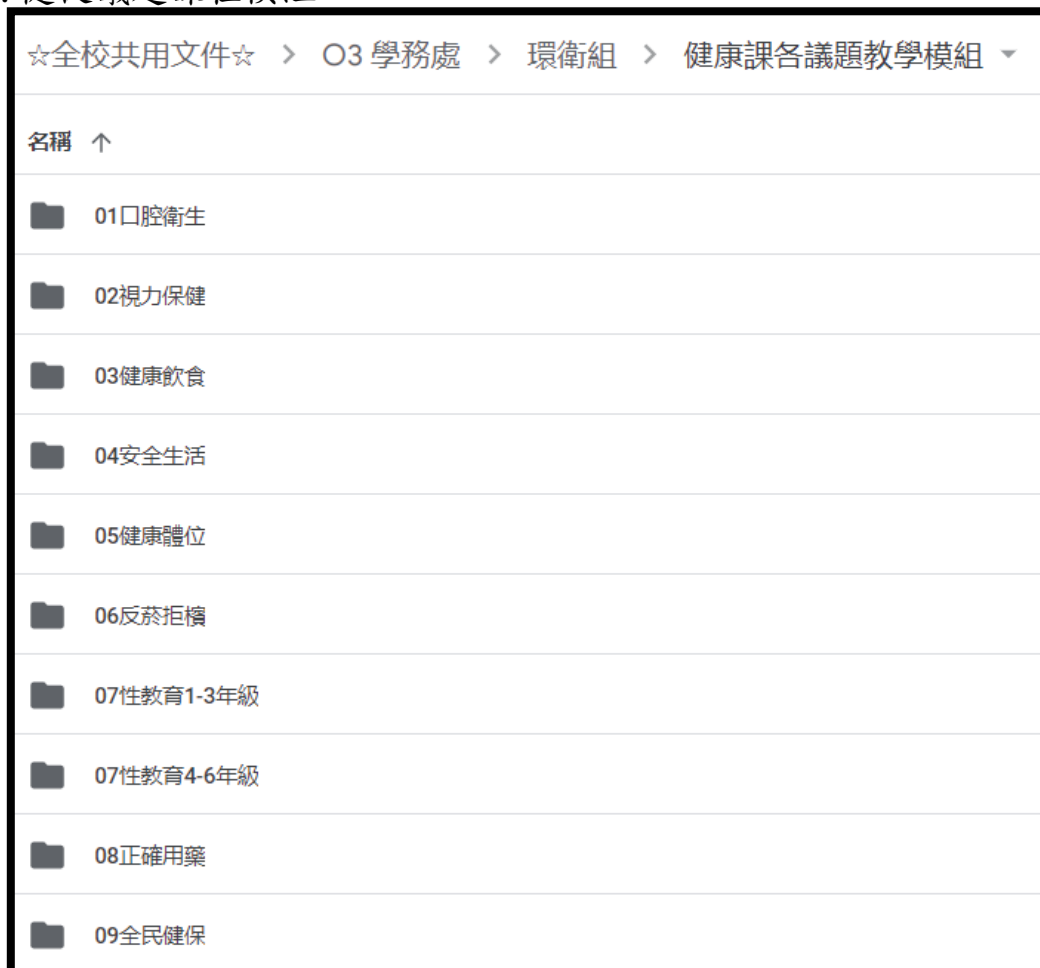 ☆全校共用文件☆ > O3 學務處 > 環衛組 > 健康課各議題教學模組
名稱 ↑
01口腔衛生
02視力保健
03健康飲食
04安全生活
05健康體位
06反菸拒檳
07性教育1-3年級
07性教育4-6年級
08正確用藥
09全民健保